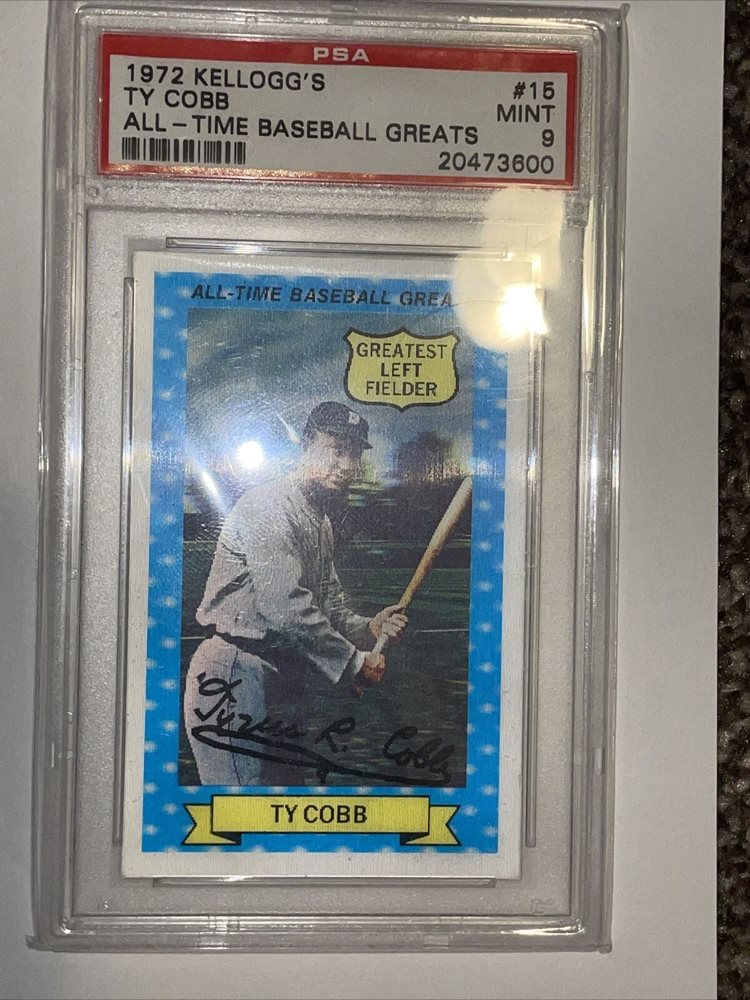 PSA
1972 KELLOGG'S #15
TY COBB MINT
ALL-TIME BASEBALL GREATS 9
20473600
ALL-TIME BASEBALL GREA
GREATEST
LEFT
FIELDER
Tyrus R. Cobb
TY COBB